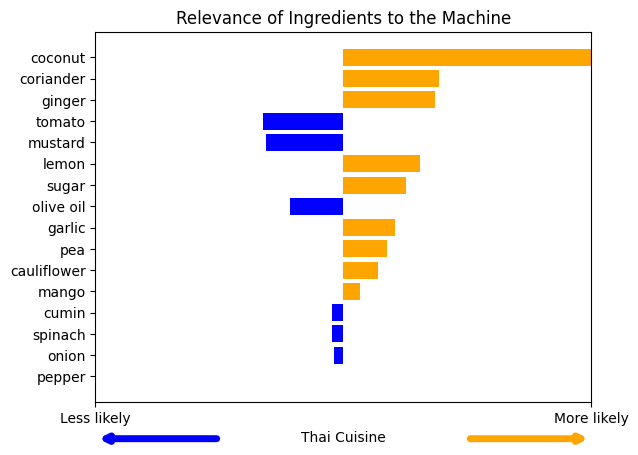 Relevance of Ingredients to the Machine
coconut
coriander
ginger
tomato
mustard
lemon
sugar
olive oil
garlic
pea
cauliflower
mango
cumin
spinach
onion
pepper
Less likely
More likely
Thai Cuisine